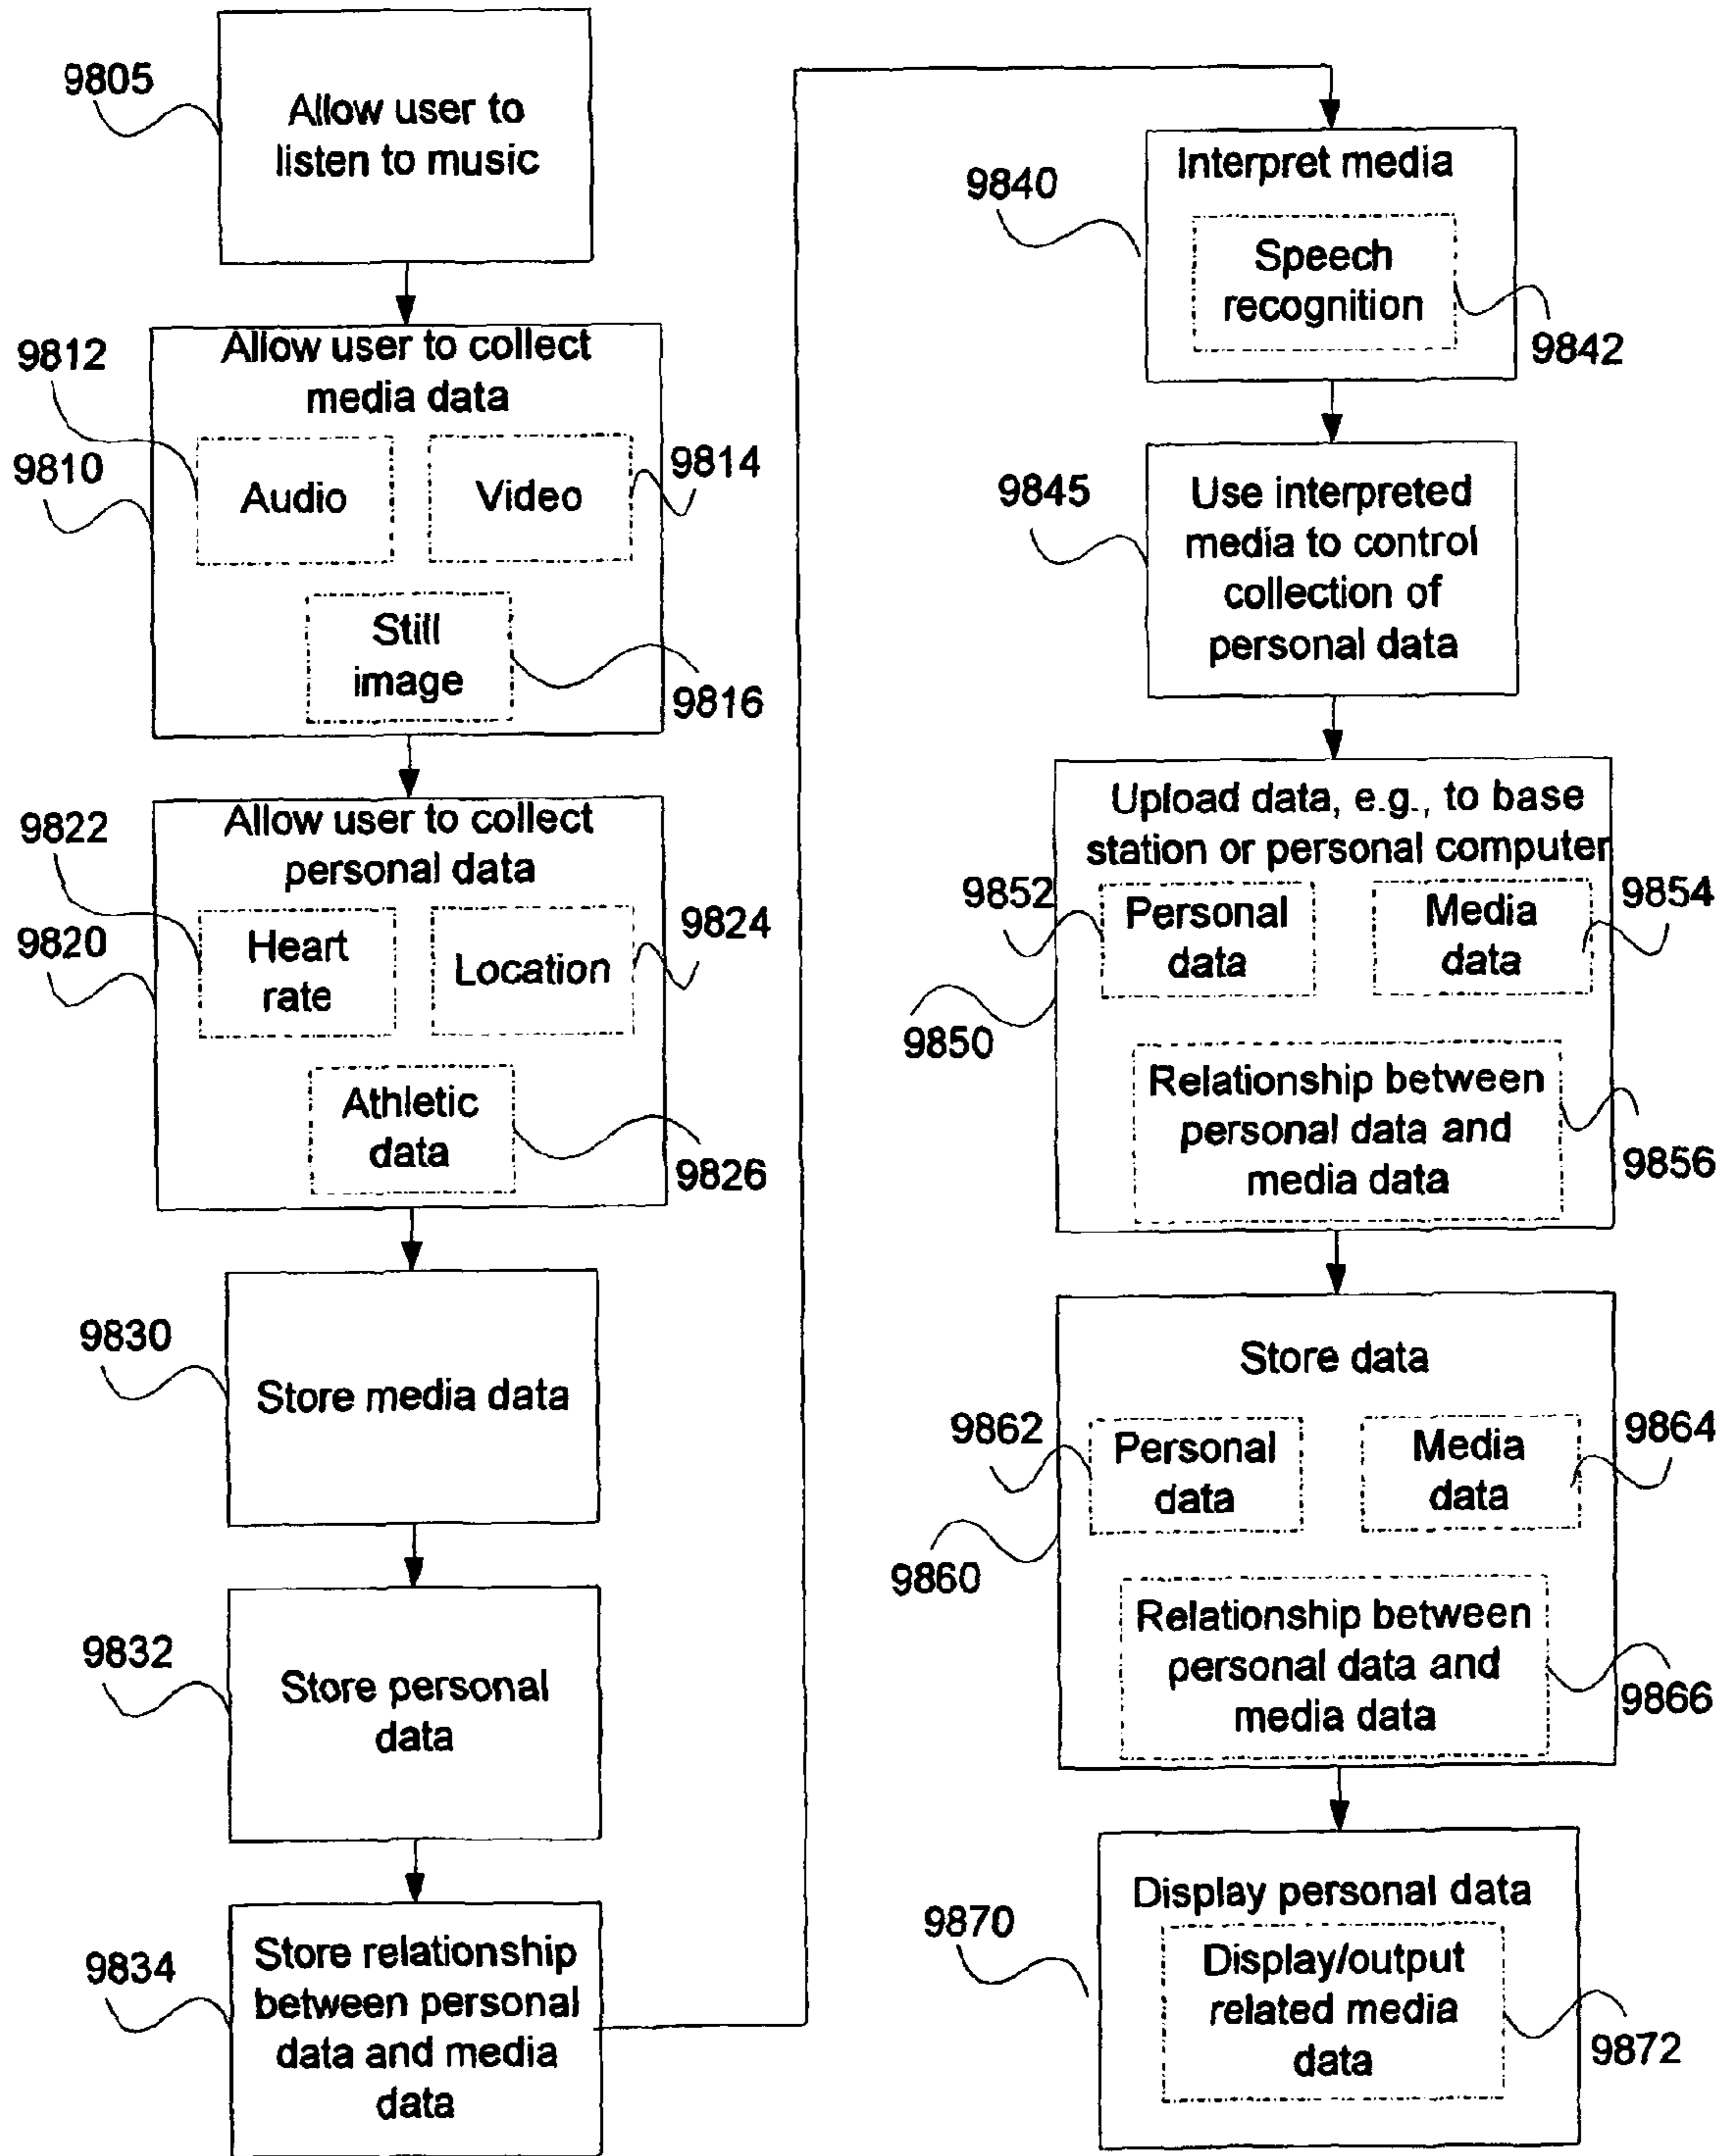 9805
Allow user to
listen to music
Allow user to collect
media data
9812
9810
Audio
Video
9814
Still
image
9816
Allow user to collect
personal data
9822
9820
Heart
rate
Location
9824
Athletic
data
9826
9830
Store media data
9832
Store personal
data
9834
Store relationship
between personal
data and media
data
9840
Interpret media
Speech
recognition
9842
9845
Use interpreted
media to control
collection of
personal data
Upload data, e.g., to base
station or personal computer
9852
Personal
data
Media
data
9854
9850
Relationship between
personal data and
media data
9856
Store data
9862
Personal
data
Media
data
9864
9860
Relationship between
personal data and
media data
9866
9870
Display personal data
Display/output
related media
data
9872